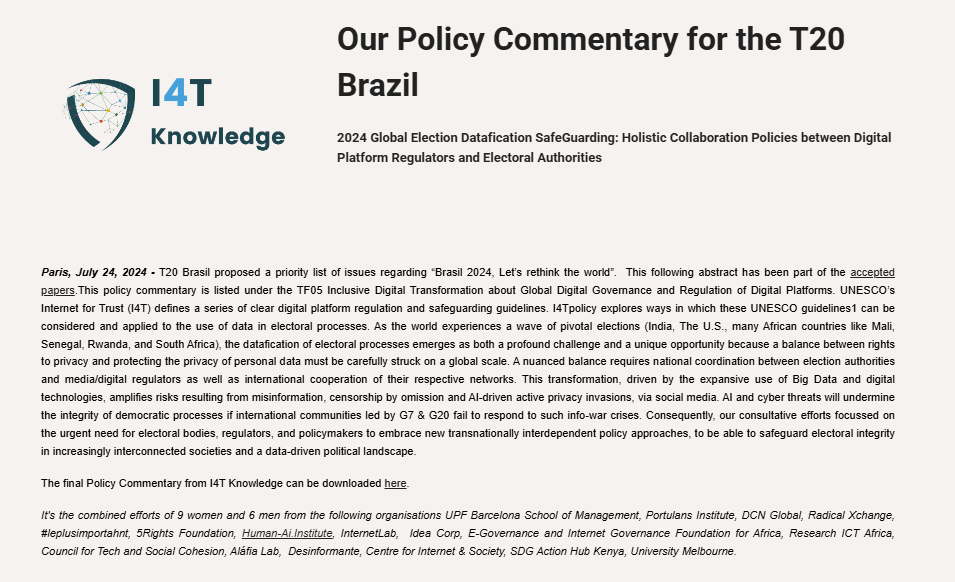 Our Policy Commentary for the T20
Brazil
I4T
Knowledge
2024 Global Election Datafication SafeGuarding: Holistic Collaboration Policies between Digital
Platform Regulators and Electoral Authorities
Paris, July 24, 2024 - T20 Brasil proposed a priority list of issues regarding “Brasil 2024, Let’s rethink the world”. This following abstract has been part of the accepted
papers.This policy commentary is listed under the TF05 Inclusive Digital Transformation about Global Digital Governance and Regulation of Digital Platforms. UNESCO’s
Internet for Trust (I4T) defines a series of clear digital platform regulation and safeguarding guidelines. I4Tpolicy explores ways in which these UNESCO guidelines1 can be
considered and applied to the use of data in electoral processes. As the world experiences a wave of pivotal elections (India, The U.S., many African countries like Mali,
Senegal, Rwanda, and South Africa), the datafication of electoral processes emerges as both a profound challenge and a unique opportunity because a balance between rights
to privacy and protecting the privacy of personal data must be carefully struck on a global scale. A nuanced balance requires national coordination between election authorities
and media/digital regulators as well as international cooperation of their respective networks. This transformation, driven by the expansive use of Big Data and digital
technologies, amplifies risks resulting from misinformation, censorship by omission and AI-driven active privacy invasions, via social media. AI and cyber threats will undermine
the integrity of democratic processes if international communities led by G7 & G20 fail to respond to such info-war crises. Consequently, our consultative efforts focussed on
the urgent need for electoral bodies, regulators, and policymakers to embrace new transnationally interdependent policy approaches, to be able to safeguard electoral integrity
in increasingly interconnected societies and a data-driven political landscape.
The final Policy Commentary from I4T Knowledge can be downloaded here.
It's the combined efforts of 9 women and 6 men from the following organisations UPF Barcelona School of Management, Portulans Institute, DCN Global, Radical Xchange,
#leplusimportahnt, 5Rights Foundation, Human-Ai.Institute, InternetLab, Idea Corp, E-Governance and Internet Governance Foundation for Africa, Research ICT Africa,
Council for Tech and Social Cohesion, Aláfia Lab, Desinformante, Centre for Internet & Society, SDG Action Hub Kenya, University Melbourne.